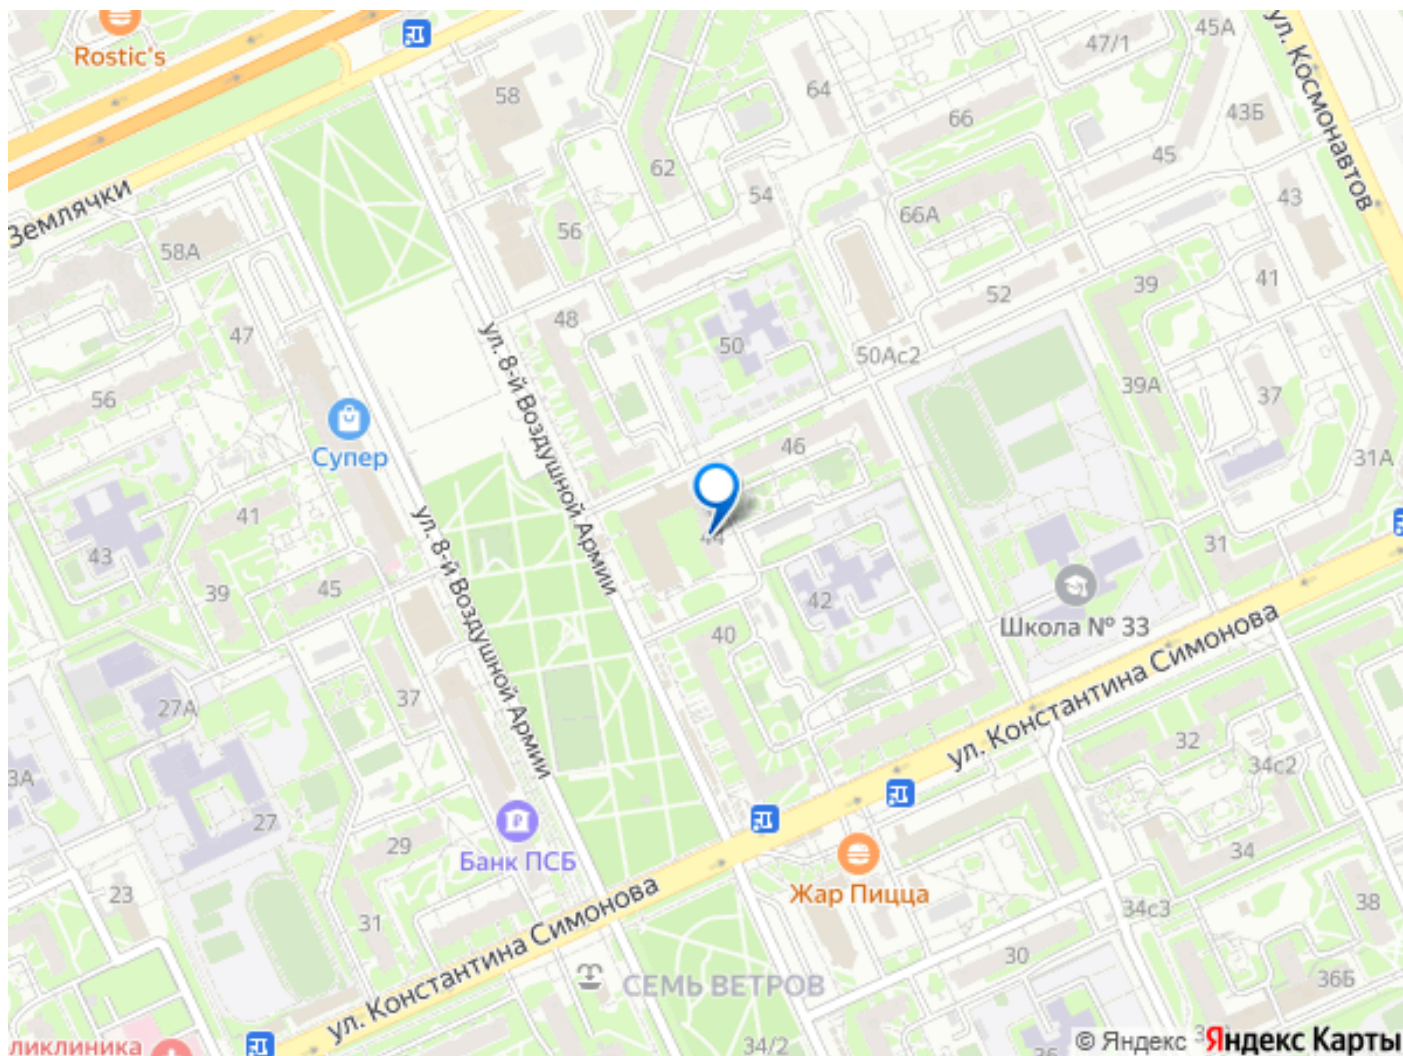 Rostic's
58
64
47/1
45А
ул. Космонавтов
43Б
66
45
62
54
66А
43
Землячки
56
58А
41
39
52
48
50
47
50Ас2
ул. 8-й Воздушной Армии
39А
37
56
Супер
46
31А
41
ул. 8-й Воздушной Армии
43
31
39
45
42
Школа № 33
40
ул. Константина Симонова
37
27А
32
34с2
3А
27
29
34
Банк ПСБ
Жар Пицца
23
31
34с3
38
ул. Константина Симонова
30
СЕМЬ ВЕТРОВ
36Б
ликлиника
34/2
© Яндекс
Яндекс Карты